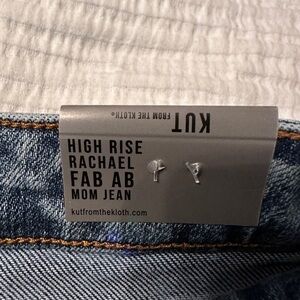 KUT
FROM THE KLOTH®
HIGH RISE
RACHAEL
FAB AB
MOM JEAN
kutfromthekloth.com